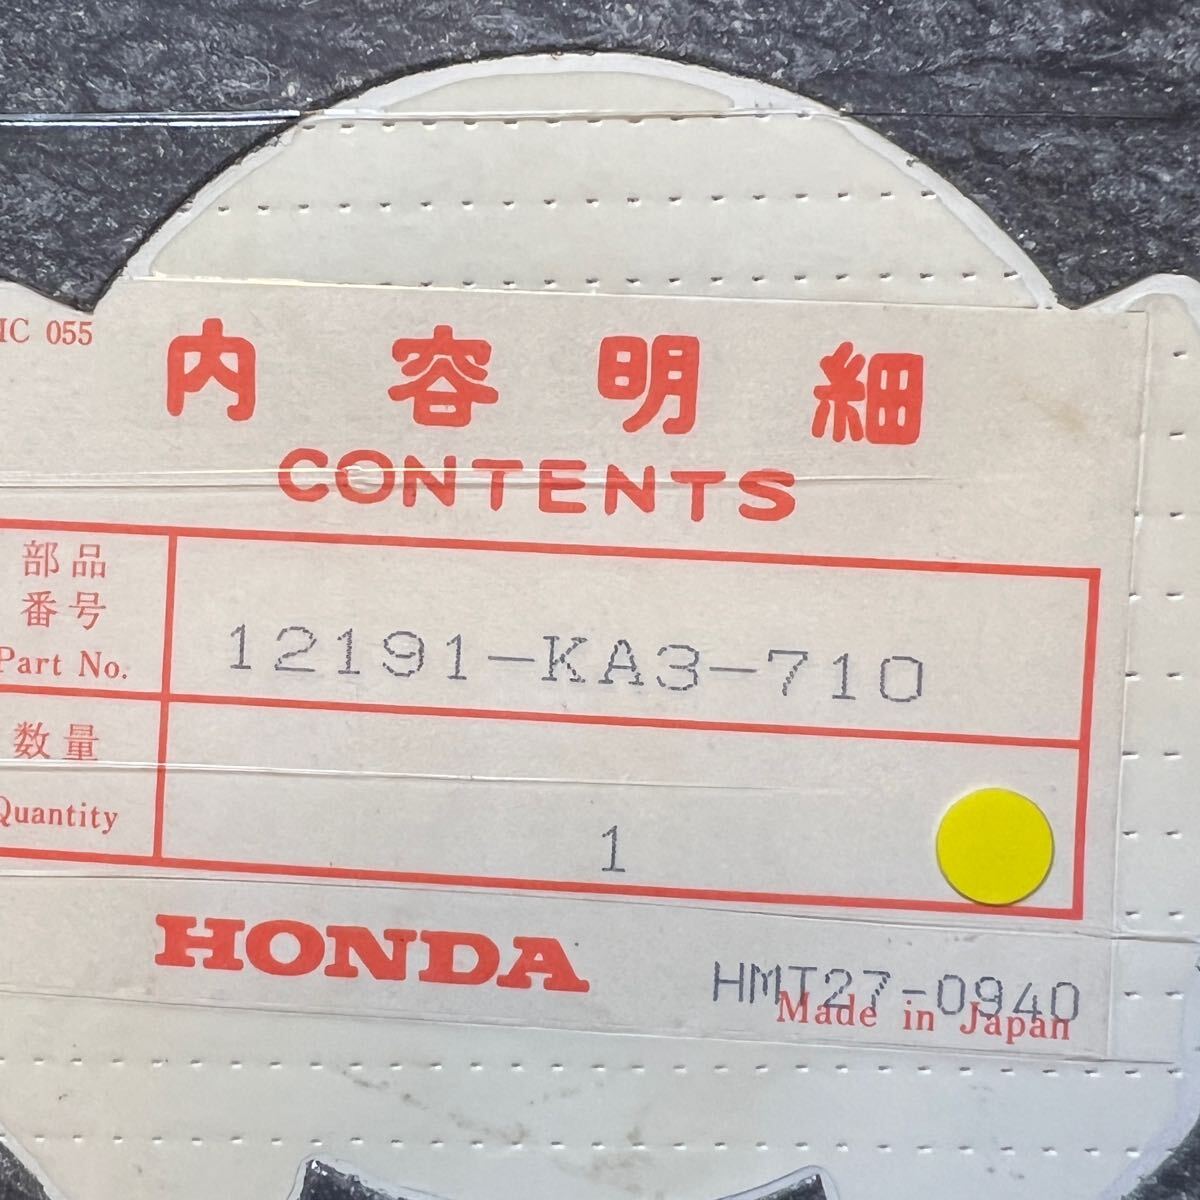 IC 055
内容明細
CONTENTS
部品
番号
Part No.
12191-KA3-710
数量
Quantity
1
HONDA
HMT27-0940
Made in Japan